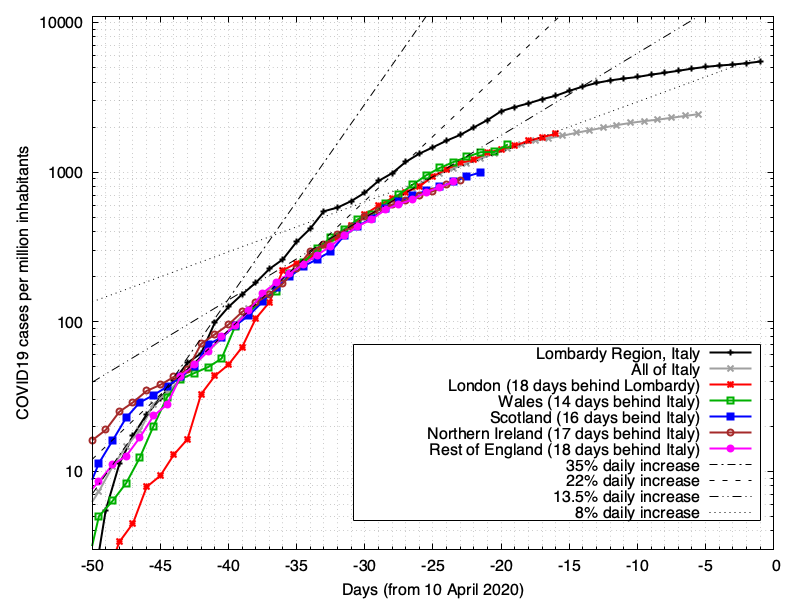 10000
1000
100
10
COVID19 cases per million inhabitants
Lombardy Region, Italy
All of Italy
London (18 days behind Lombardy)
Wales (14 days behind Italy)
Scotland (16 days beind Italy)
Northern Ireland (17 days behind Italy)
Rest of England (18 days behind Italy)
35% daily increase
22% daily increase
13.5% daily increase
8% daily increase
-50 -45 -40 -35 -30 -25 -20 -15 -10 -5 0
Days (from 10 April 2020)